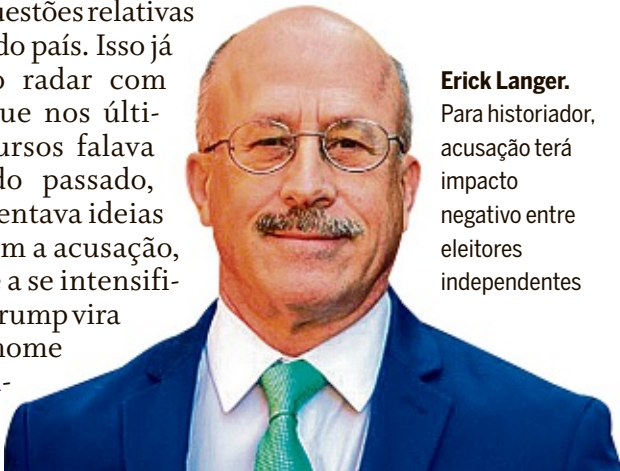 uestões relativas
do país. Isso já
radar com
ue nos últi-
ursos falava
do passado,
entava ideias
m a acusação,
a se intensifi-
rump vira
nome
Erick Langer.
Para historiador,
acusação terá
impacto
negativo entre
eleitores
independentes